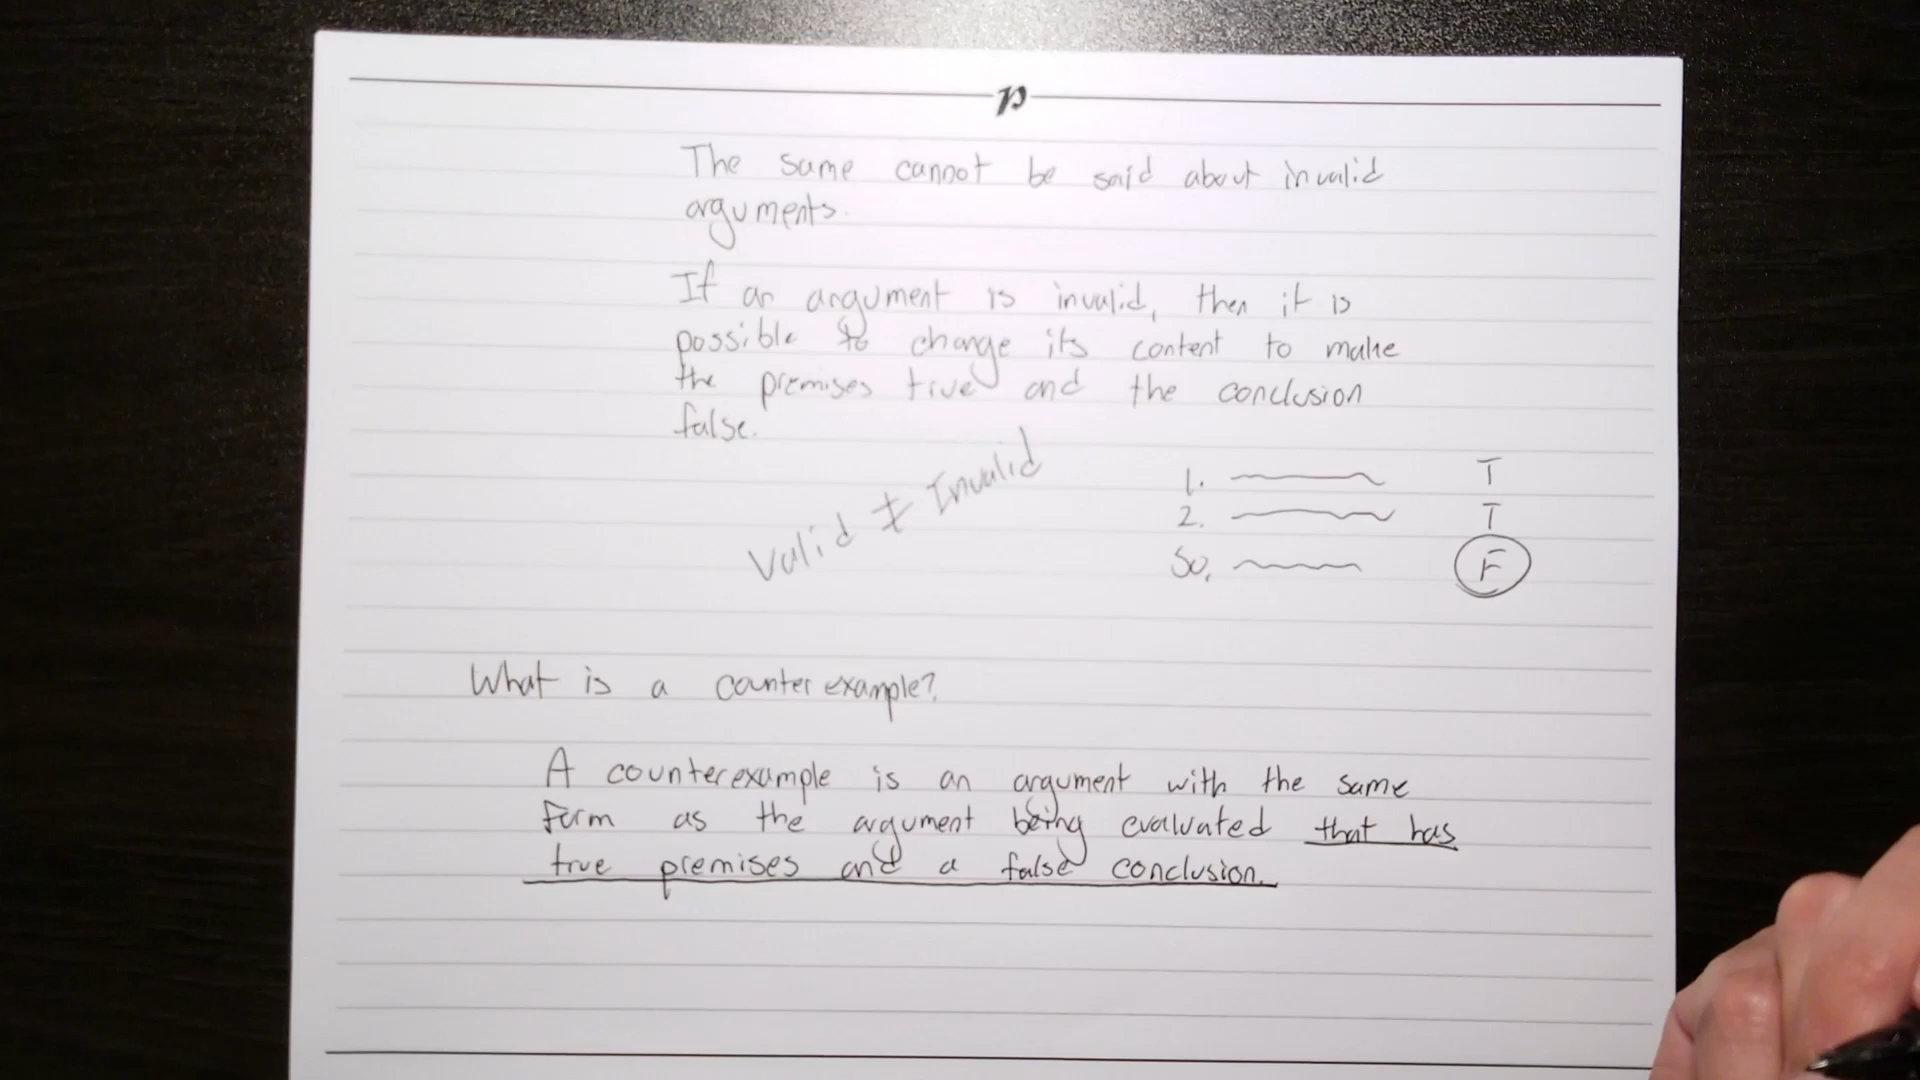 p
The same cannot be said about invalid
arguments.
If an argument is invalid, then it is
possible to change its content to make
the premises true and the conclusion
false.
Valid ≠ Invalid
1. T
2. T
So, F
What is a counterexample?
A counterexample is an argument with the same
form as the argument being evaluated that has
true premises and a false conclusion.